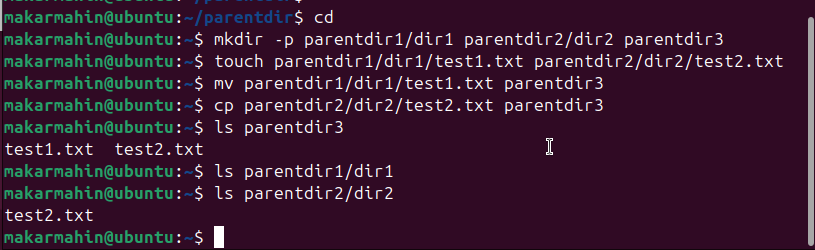 makarmahin@ubuntu:~/parentdir$ cd
makarmahin@ubuntu:~$ mkdir -p parentdir1/dir1 parentdir2/dir2 parentdir3
makarmahin@ubuntu:~$ touch parentdir1/dir1/test1.txt parentdir2/dir2/test2.txt
makarmahin@ubuntu:~$ mv parentdir1/dir1/test1.txt parentdir3
makarmahin@ubuntu:~$ cp parentdir2/dir2/test2.txt parentdir3
makarmahin@ubuntu:~$ ls parentdir3
test1.txt  test2.txt
makarmahin@ubuntu:~$ ls parentdir1/dir1
makarmahin@ubuntu:~$ ls parentdir2/dir2
test2.txt
makarmahin@ubuntu:~$